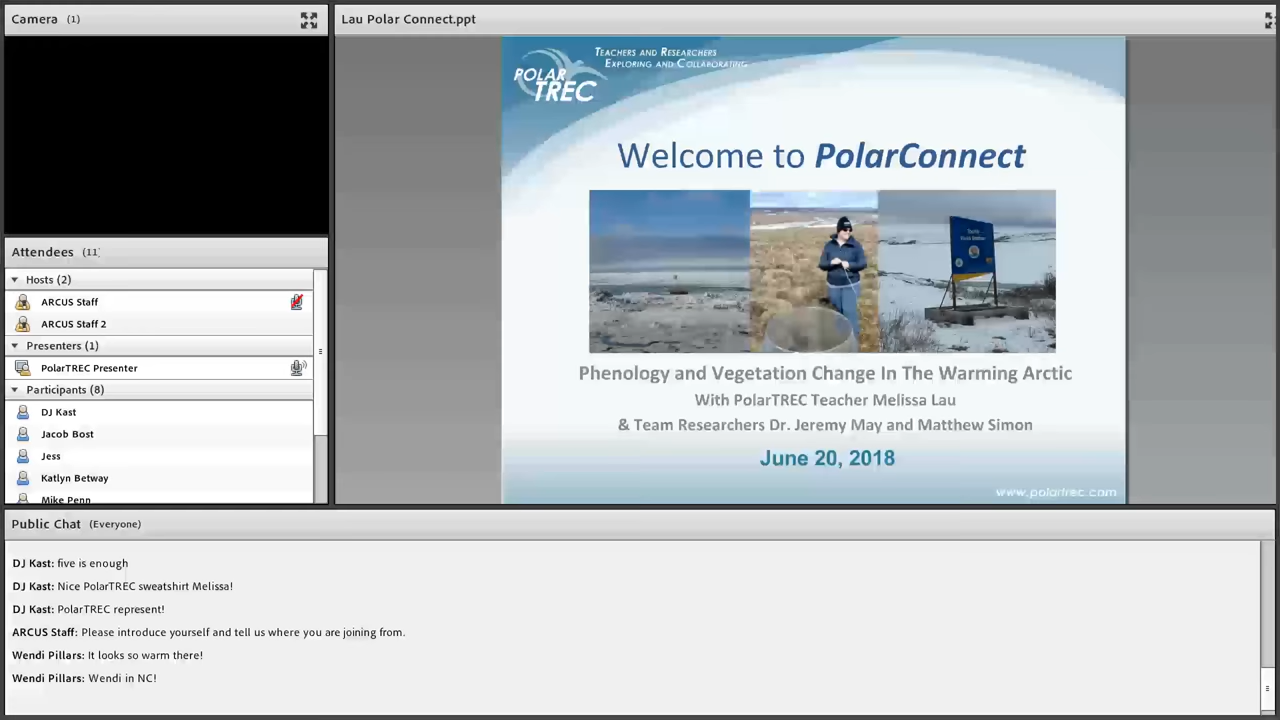 Camera (1)
Lau Polar Connect.ppt
TEACHERS AND RESEARCHERS
EXPLORING AND COLLABORATING
POLAR
TREC
Welcome to PolarConnect
Phenology and Vegetation Change In The Warming Arctic
With PolarTREC Teacher Melissa Lau
& Team Researchers Dr. Jeremy May and Matthew Simon
June 20, 2018
www.polartrec.com
Attendees (11)
Hosts (2)
ARCUS Staff
ARCUS Staff 2
Presenters (1)
PolarTREC Presenter
Participants (8)
DJ Kast
Jacob Bost
Jess
Katlyn Betway
Mike Penn
Public Chat (Everyone)
DJ Kast: five is enough
DJ Kast: Nice PolarTREC sweatshirt Melissa!
DJ Kast: PolarTREC represent!
ARCUS Staff: Please introduce yourself and tell us where you are joining from.
Wendi Pillars: It looks so warm there!
Wendi Pillars: Wendi in NC!